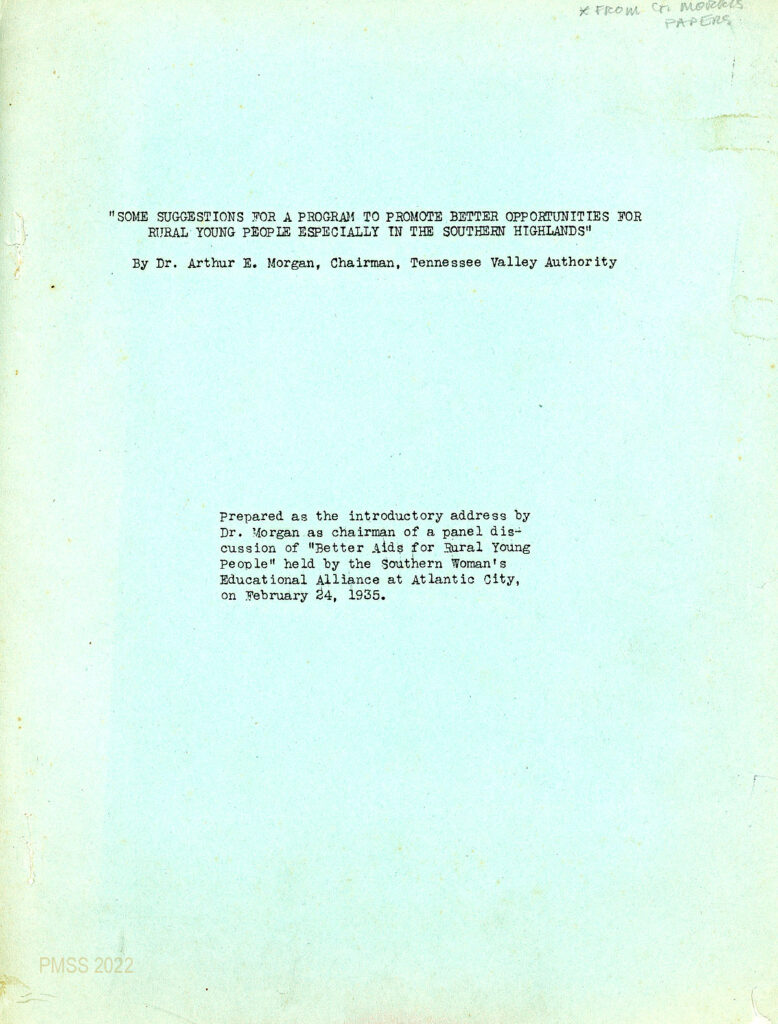 x FROM G. MORRIS
PAPERS
"SOME SUGGESTIONS FOR A PROGRAM TO PROMOTE BETTER OPPORTUNITIES FOR
RURAL YOUNG PEOPLE ESPECIALLY IN THE SOUTHERN HIGHLANDS"
By Dr. Arthur E. Morgan, Chairman, Tennessee Valley Authority
Prepared as the introductory address by
Dr. Morgan as chairman of a panel dis-
cussion of "Better Aids for Rural Young
People" held by the Southern Woman's
Educational Alliance at Atlantic City,
on February 24, 1935.
PMSS 2022